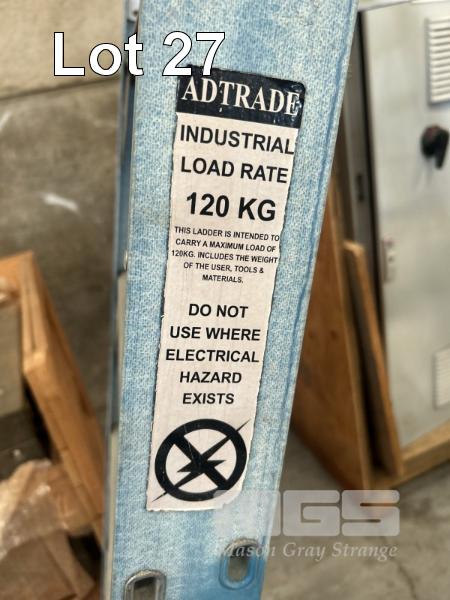 Lot 27
ADTRADE
INDUSTRIAL
LOAD RATE
120 KG
THIS LADDER IS INTENDED TO
CARRY A MAXIMUM LOAD OF
120KG. INCLUDES THE WEIGHT
OF THE USER, TOOLS &
MATERIALS.
DO NOT
USE WHERE
ELECTRICAL
HAZARD
EXISTS
MGS
Mason Gray Strange